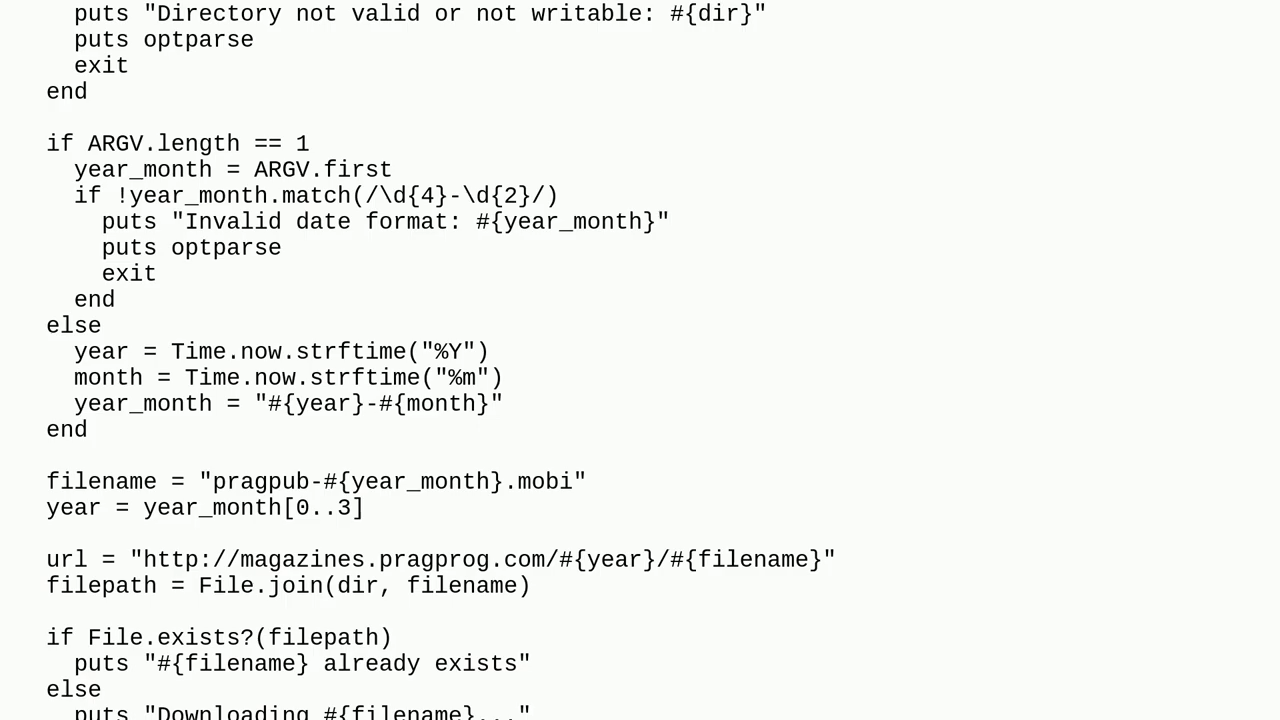 puts "Directory not valid or not writable: #{dir}"
puts optparse
exit
end
if ARGV.length == 1
year_month = ARGV.first
if !year_month.match(/\d{4}-\d{2}/)
puts "Invalid date format: #{year_month}"
puts optparse
exit
end
else
year = Time.now.strftime("%Y")
month = Time.now.strftime("%m")
year_month = "#{year}-#{month}"
end
filename = "pragpub-#{year_month}.mobi"
year = year_month[0..3]
url = "http://magazines.pragprog.com/#{year}/#{filename}"
filepath = File.join(dir, filename)
if File.exists?(filepath)
puts "#{filename} already exists"
else
puts "Downloading #{filename}..."